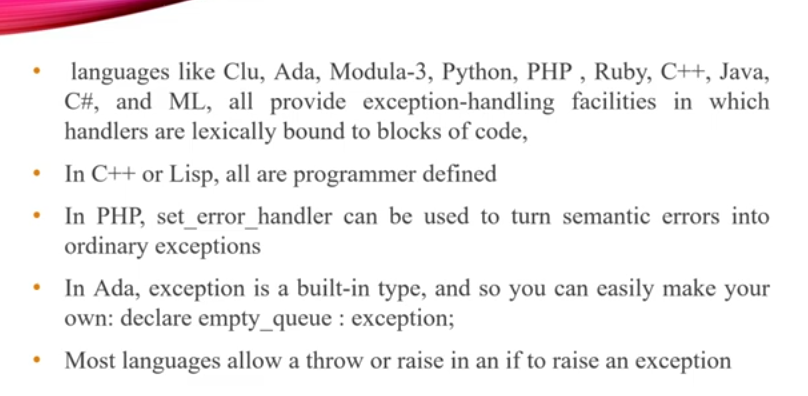 • languages like Clu, Ada, Modula-3, Python, PHP , Ruby, C++, Java,
C#, and ML, all provide exception-handling facilities in which
handlers are lexically bound to blocks of code,
• In C++ or Lisp, all are programmer defined
• In PHP, set_error_handler can be used to turn semantic errors into
ordinary exceptions
• In Ada, exception is a built-in type, and so you can easily make your
own: declare empty_queue : exception;
• Most languages allow a throw or raise in an if to raise an exception